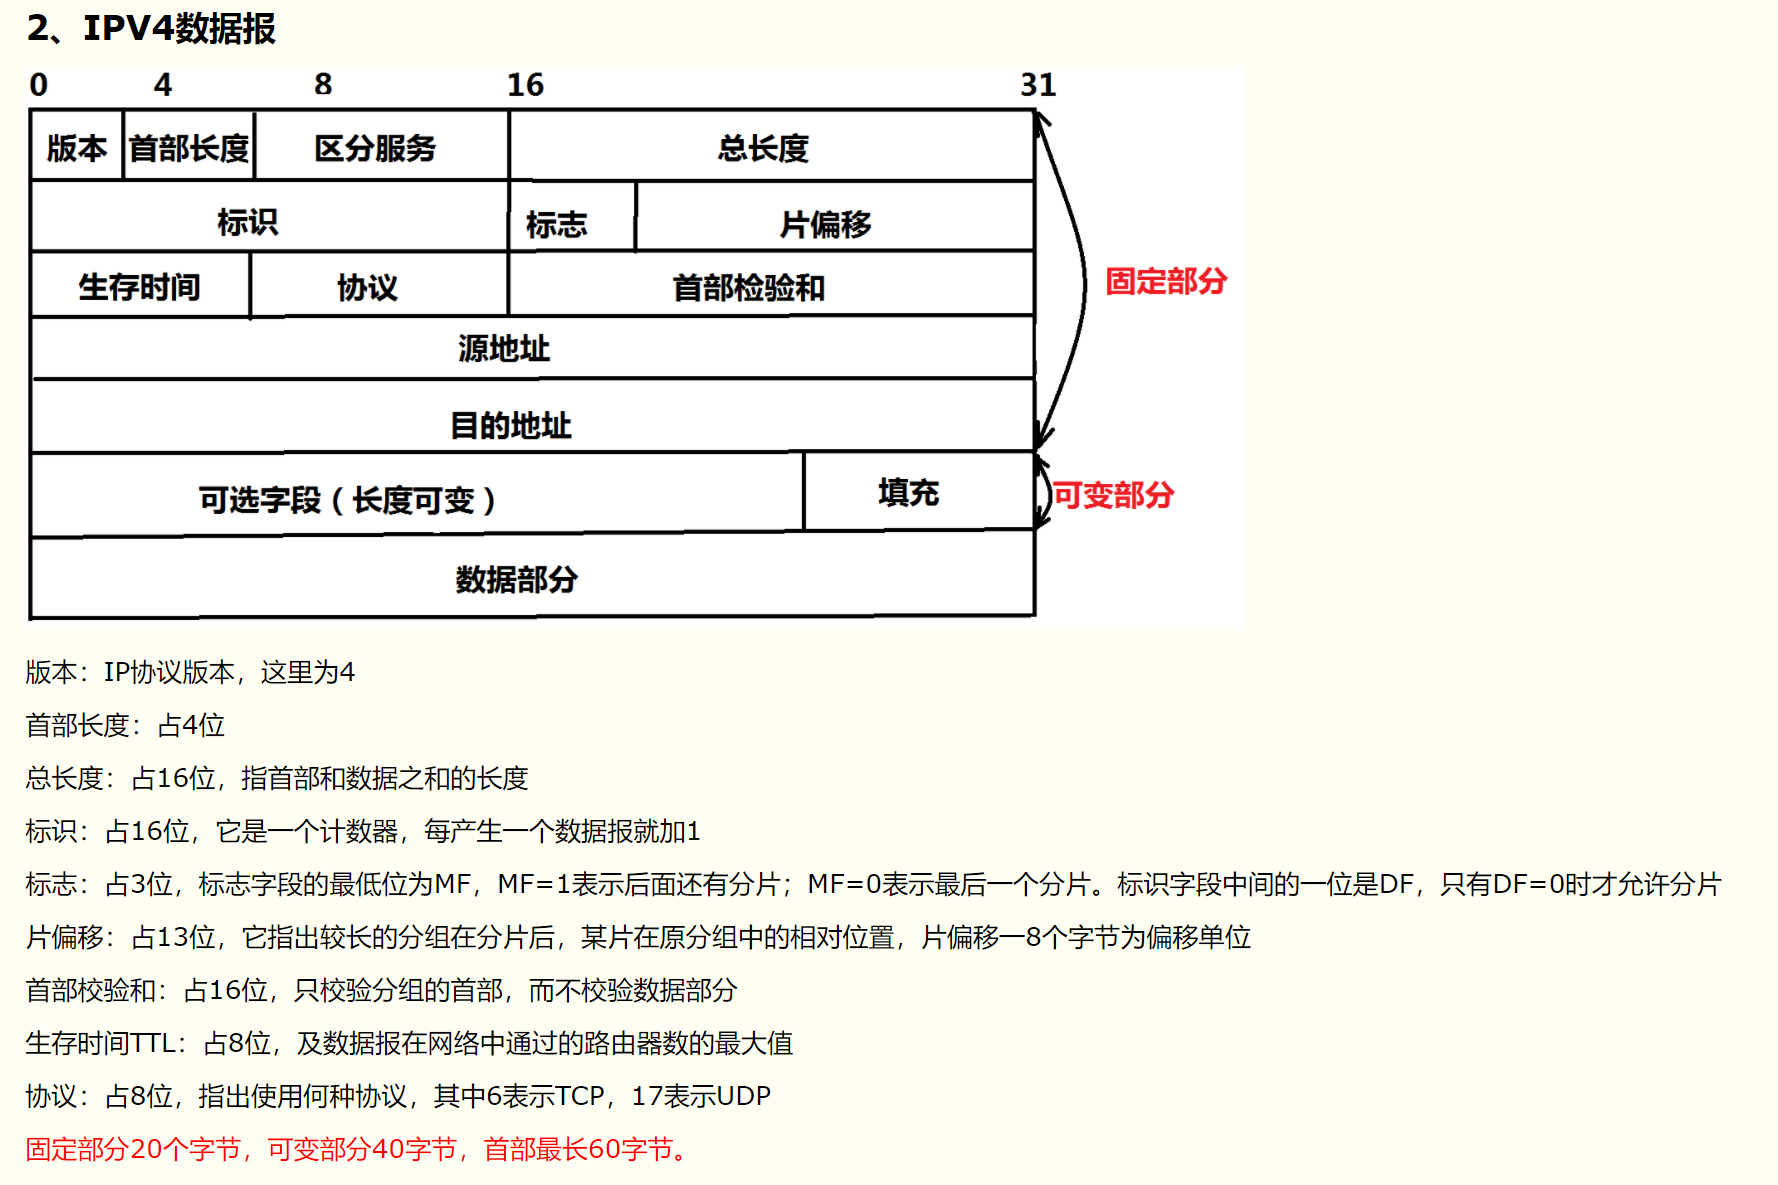 2、IPV4数据报
0 4 8 16 31
版本 首部长度 区分服务 总长度
标识 标志 片偏移
生存时间 协议 首部检验和
固定部分
源地址
目的地址
可选字段（长度可变） 填充
可变部分
数据部分
版本：IP协议版本，这里为4
首部长度：占4位
总长度：占16位，指首部和数据之和的长度
标识：占16位，它是一个计数器，每产生一个数据报就加1
标志：占3位，标志字段的最低位为MF，MF=1表示后面还有分片；MF=0表示最后一个分片。标识字段中间的一位是DF，只有DF=0时才允许分片
片偏移：占13位，它指出较长的分组在分片后，某片在原分组中的相对位置，片偏移一8个字节为偏移单位
首部校验和：占16位，只校验分组的首部，而不校验数据部分
生存时间TTL：占8位，及数据报在网络中通过的路由器数的最大值
协议：占8位，指出使用何种协议，其中6表示TCP，17表示UDP
固定部分20个字节，可变部分40字节，首部最长60字节。